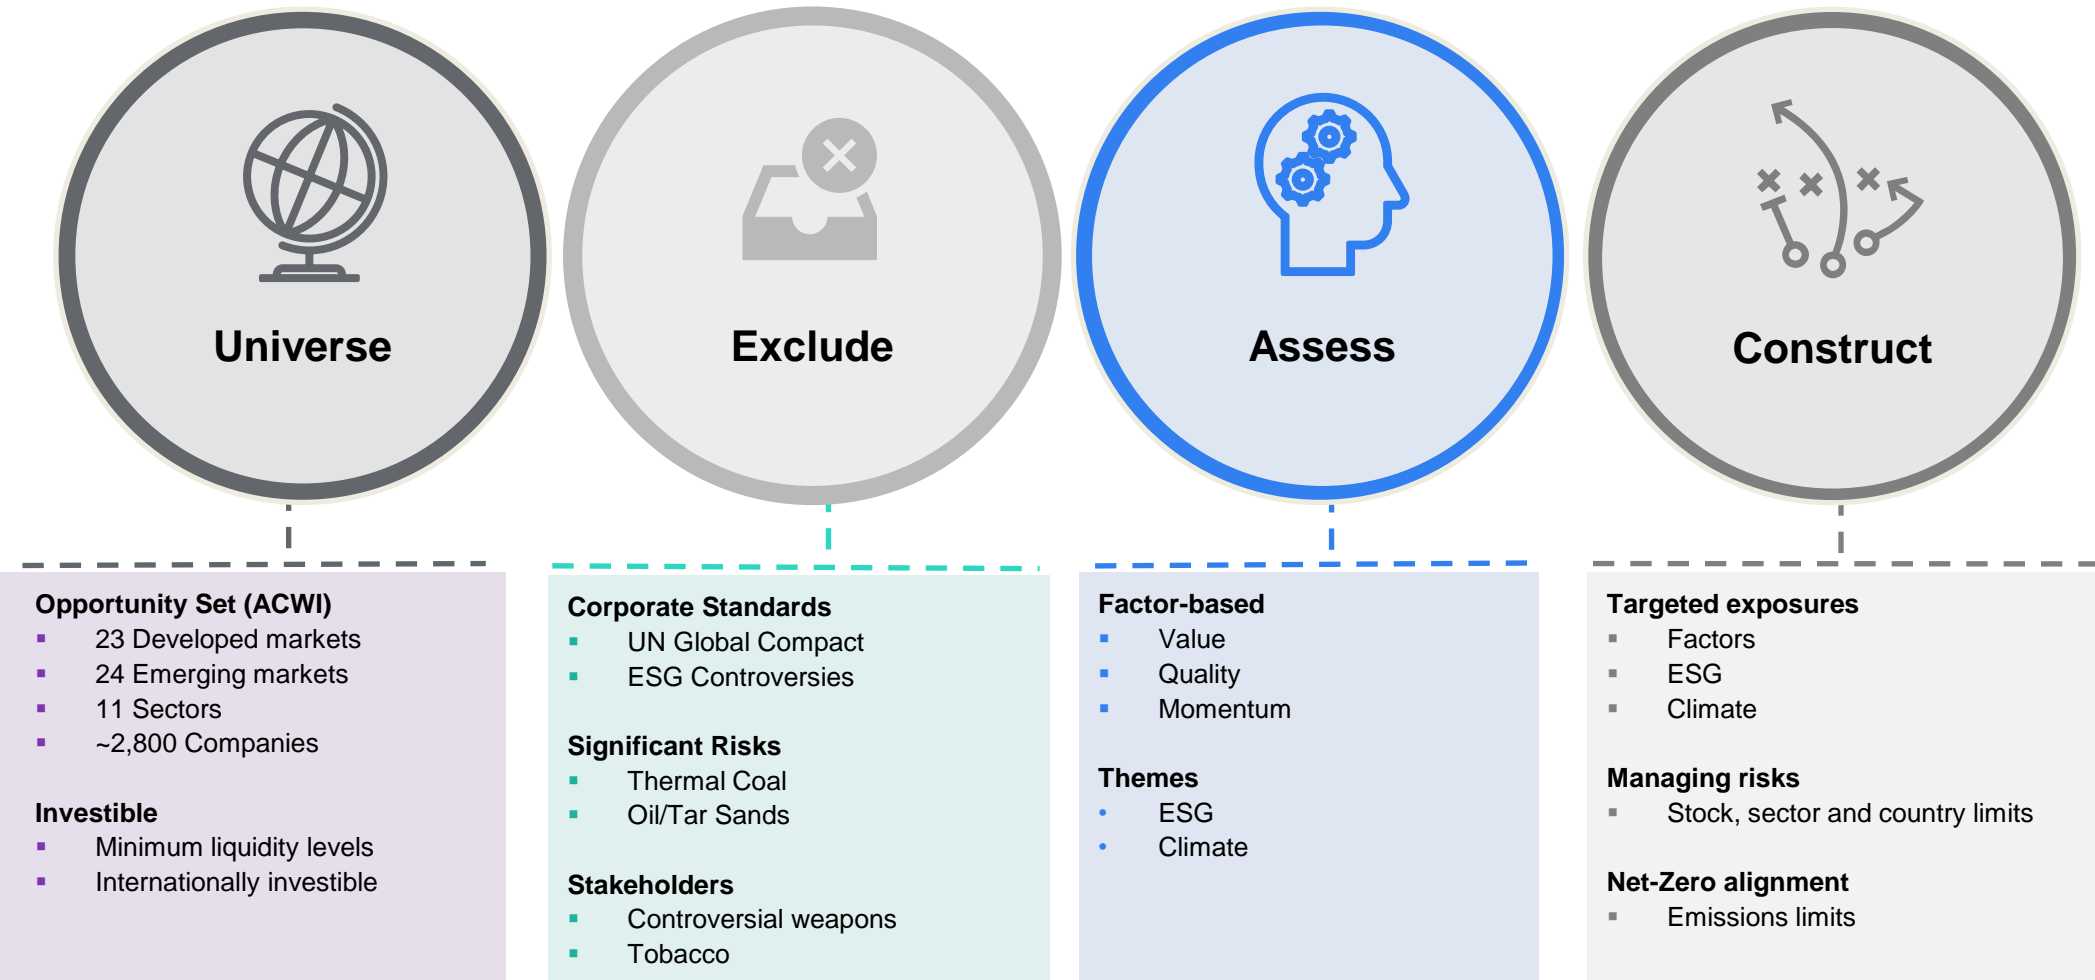 Universe
Exclude
Assess
Construct
Opportunity Set (ACWI)
▪ 23 Developed markets
▪ 24 Emerging markets
▪ 11 Sectors
▪ ~2,800 Companies
Investible
▪ Minimum liquidity levels
▪ Internationally investible
Corporate Standards
▪ UN Global Compact
▪ ESG Controversies
Significant Risks
▪ Thermal Coal
▪ Oil/Tar Sands
Stakeholders
▪ Controversial weapons
▪ Tobacco
Factor-based
▪ Value
▪ Quality
▪ Momentum
Themes
• ESG
• Climate
Targeted exposures
▪ Factors
▪ ESG
▪ Climate
Managing risks
▪ Stock, sector and country limits
Net-Zero alignment
▪ Emissions limits